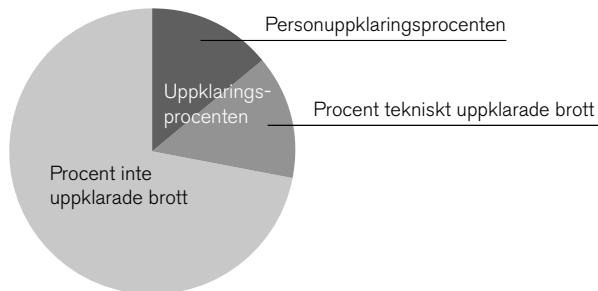 Personuppklaringsprocenten
Uppklarings-
procenten
Procent tekniskt uppklarade brott
Procent inte
uppklarade brott